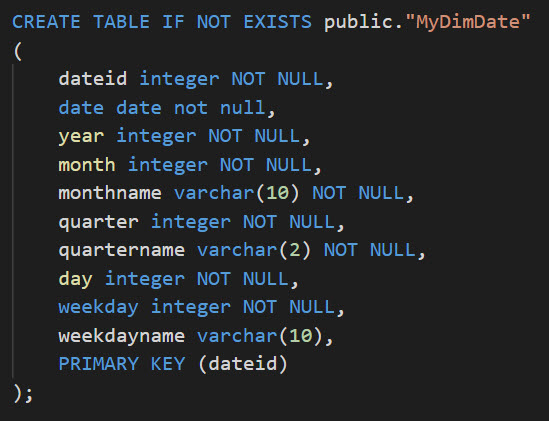 CREATE TABLE IF NOT EXISTS public."MyDimDate"
(
    dateid integer NOT NULL,
    date date not null,
    year integer NOT NULL,
    month integer NOT NULL,
    monthname varchar(10) NOT NULL,
    quarter integer NOT NULL,
    quartername varchar(2) NOT NULL,
    day integer NOT NULL,
    weekday integer NOT NULL,
    weekdayname varchar(10),
    PRIMARY KEY (dateid)
);